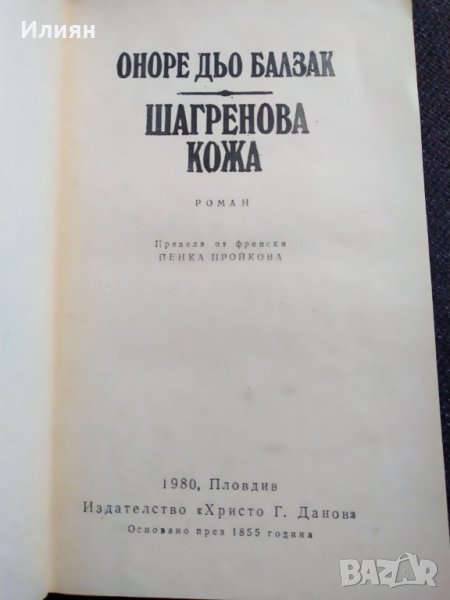 Илиян
ОНОРЕ ДЬО БАЛЗАК
ШАГРЕНОВА
КОЖА
РОМАН
Превела от френски
ПЕНКА ПРОЙКОВА
1980, Пловдив
Издателство «Христо Г. Данов»
Основано през 1855 година
BAZAR